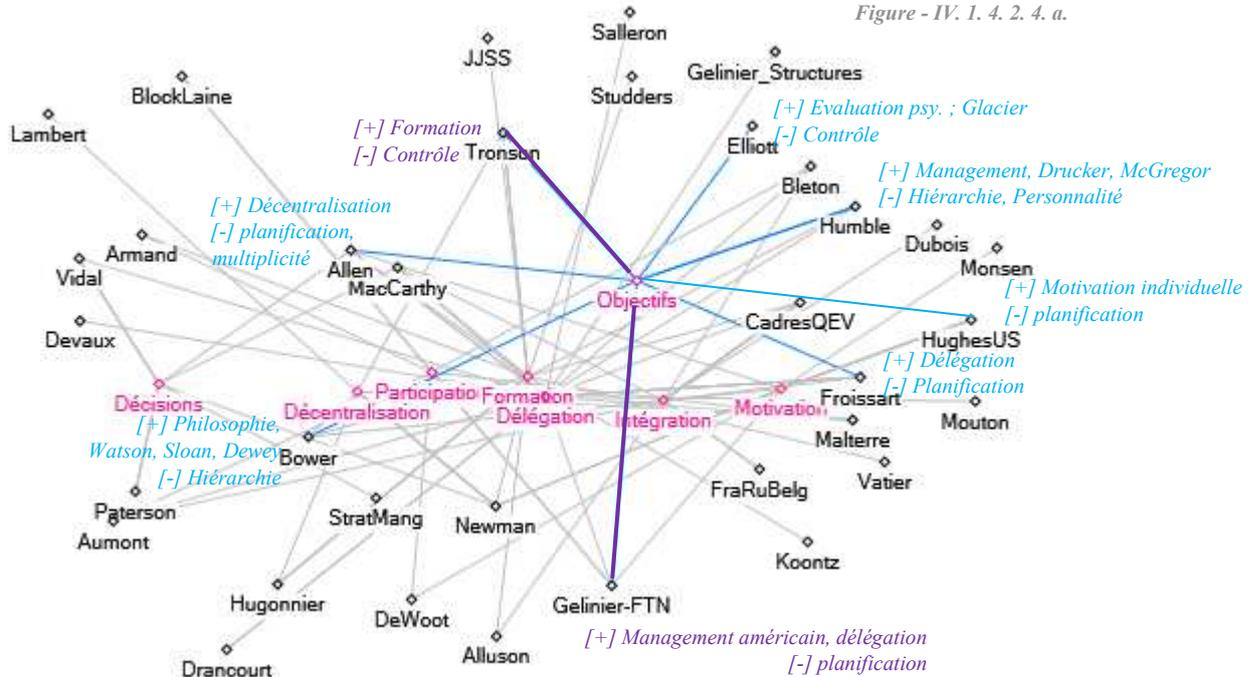 Figure - IV. 1. 4. 2. 4. a.
Salleron
JJSS
Gelinier_Structures
BlockLaine
Studders
Lambert
[+] Evaluation psy. ; Glacier
[-] Contrôle
Elliott
[+] Formation
[-] Contrôle
Tronson
Bleton
[+] Management, Drucker, McGregor
[-] Hiérarchie, Personnalité
Humble
[+] Décentralisation
[-] planification,
multiplicité
Armand
Vidal
Allen
MacCarthy
Dubois
Monsen
Objectifs
[+] Motivation individuelle
[-] planification
CadresQEV
Devaux
HughesUS
[+] Délégation
[-] Planification
Froissart
Décisions
Décentralisation
Participation
Formation
Délégation
Intégration
Motivation
Mouton
[+] Philosophie,
Watson, Sloan, Dewey
[-] Hiérarchie
Bower
Malterre
Vatier
FraRuBelg
Paterson
Aumont
StratMang
Newman
Koontz
Hugonnier
DeWoot
Gelinier-FTN
[+] Management américain, délégation
[-] planification
Alluson
Drancourt